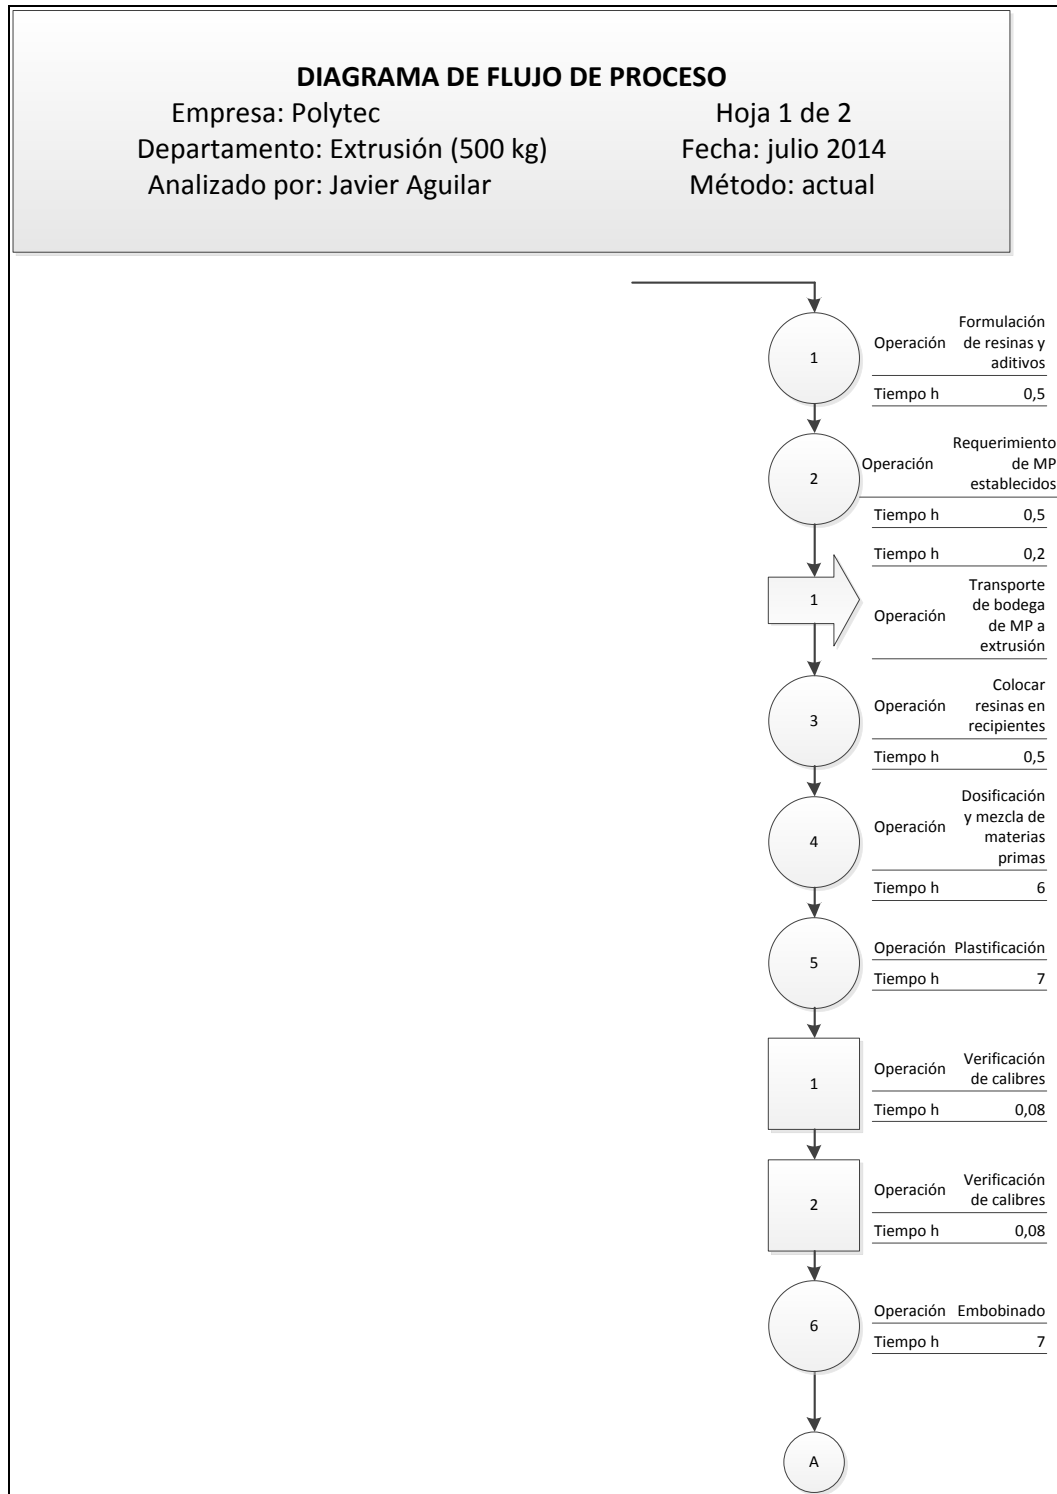 DIAGRAMA DE FLUJO DE PROCESO
Empresa: Polytec Hoja 1 de 2
Departamento: Extrusión (500 kg) Fecha: julio 2014
Analizado por: Javier Aguilar Método: actual
1
Operación
Formulación
de resinas y
aditivos
Tiempo h 0,5
2
Operación
Requerimiento
de MP
establecidos
Tiempo h 0,5
Tiempo h 0,2
1
Operación
Transporte
de bodega
de MP a
extrusión
3
Operación
Colocar
resinas en
recipientes
Tiempo h 0,5
4
Operación
Dosificación
y mezcla de
materias
primas
Tiempo h 6
5
Operación Plastificación
Tiempo h 7
1
Operación
Verificación
de calibres
Tiempo h 0,08
2
Operación
Verificación
de calibres
Tiempo h 0,08
6
Operación Embobinado
Tiempo h 7
A